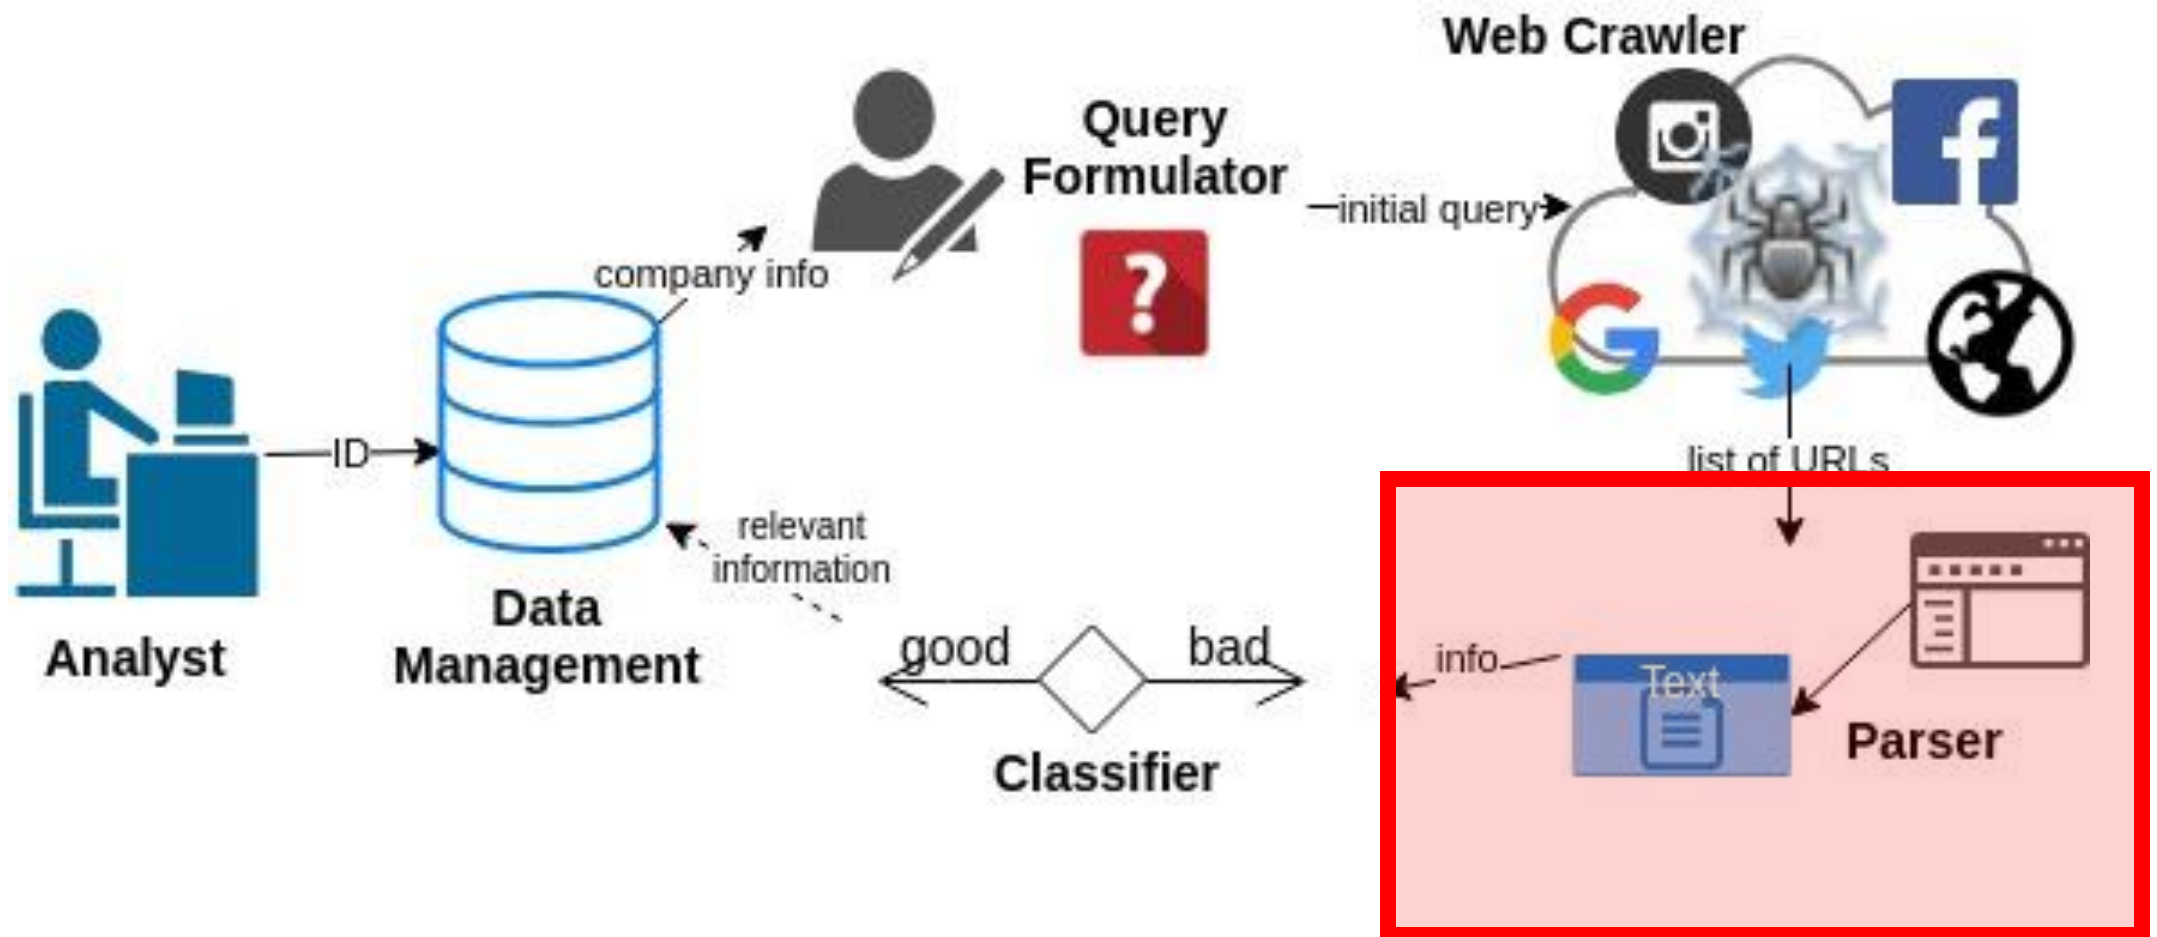 Web Crawler
Query
Formulator
initial query
company info
ID
list of URLs
relevant
information
Data
Management
Analyst
good
bad
Classifier
info
Text
Parser